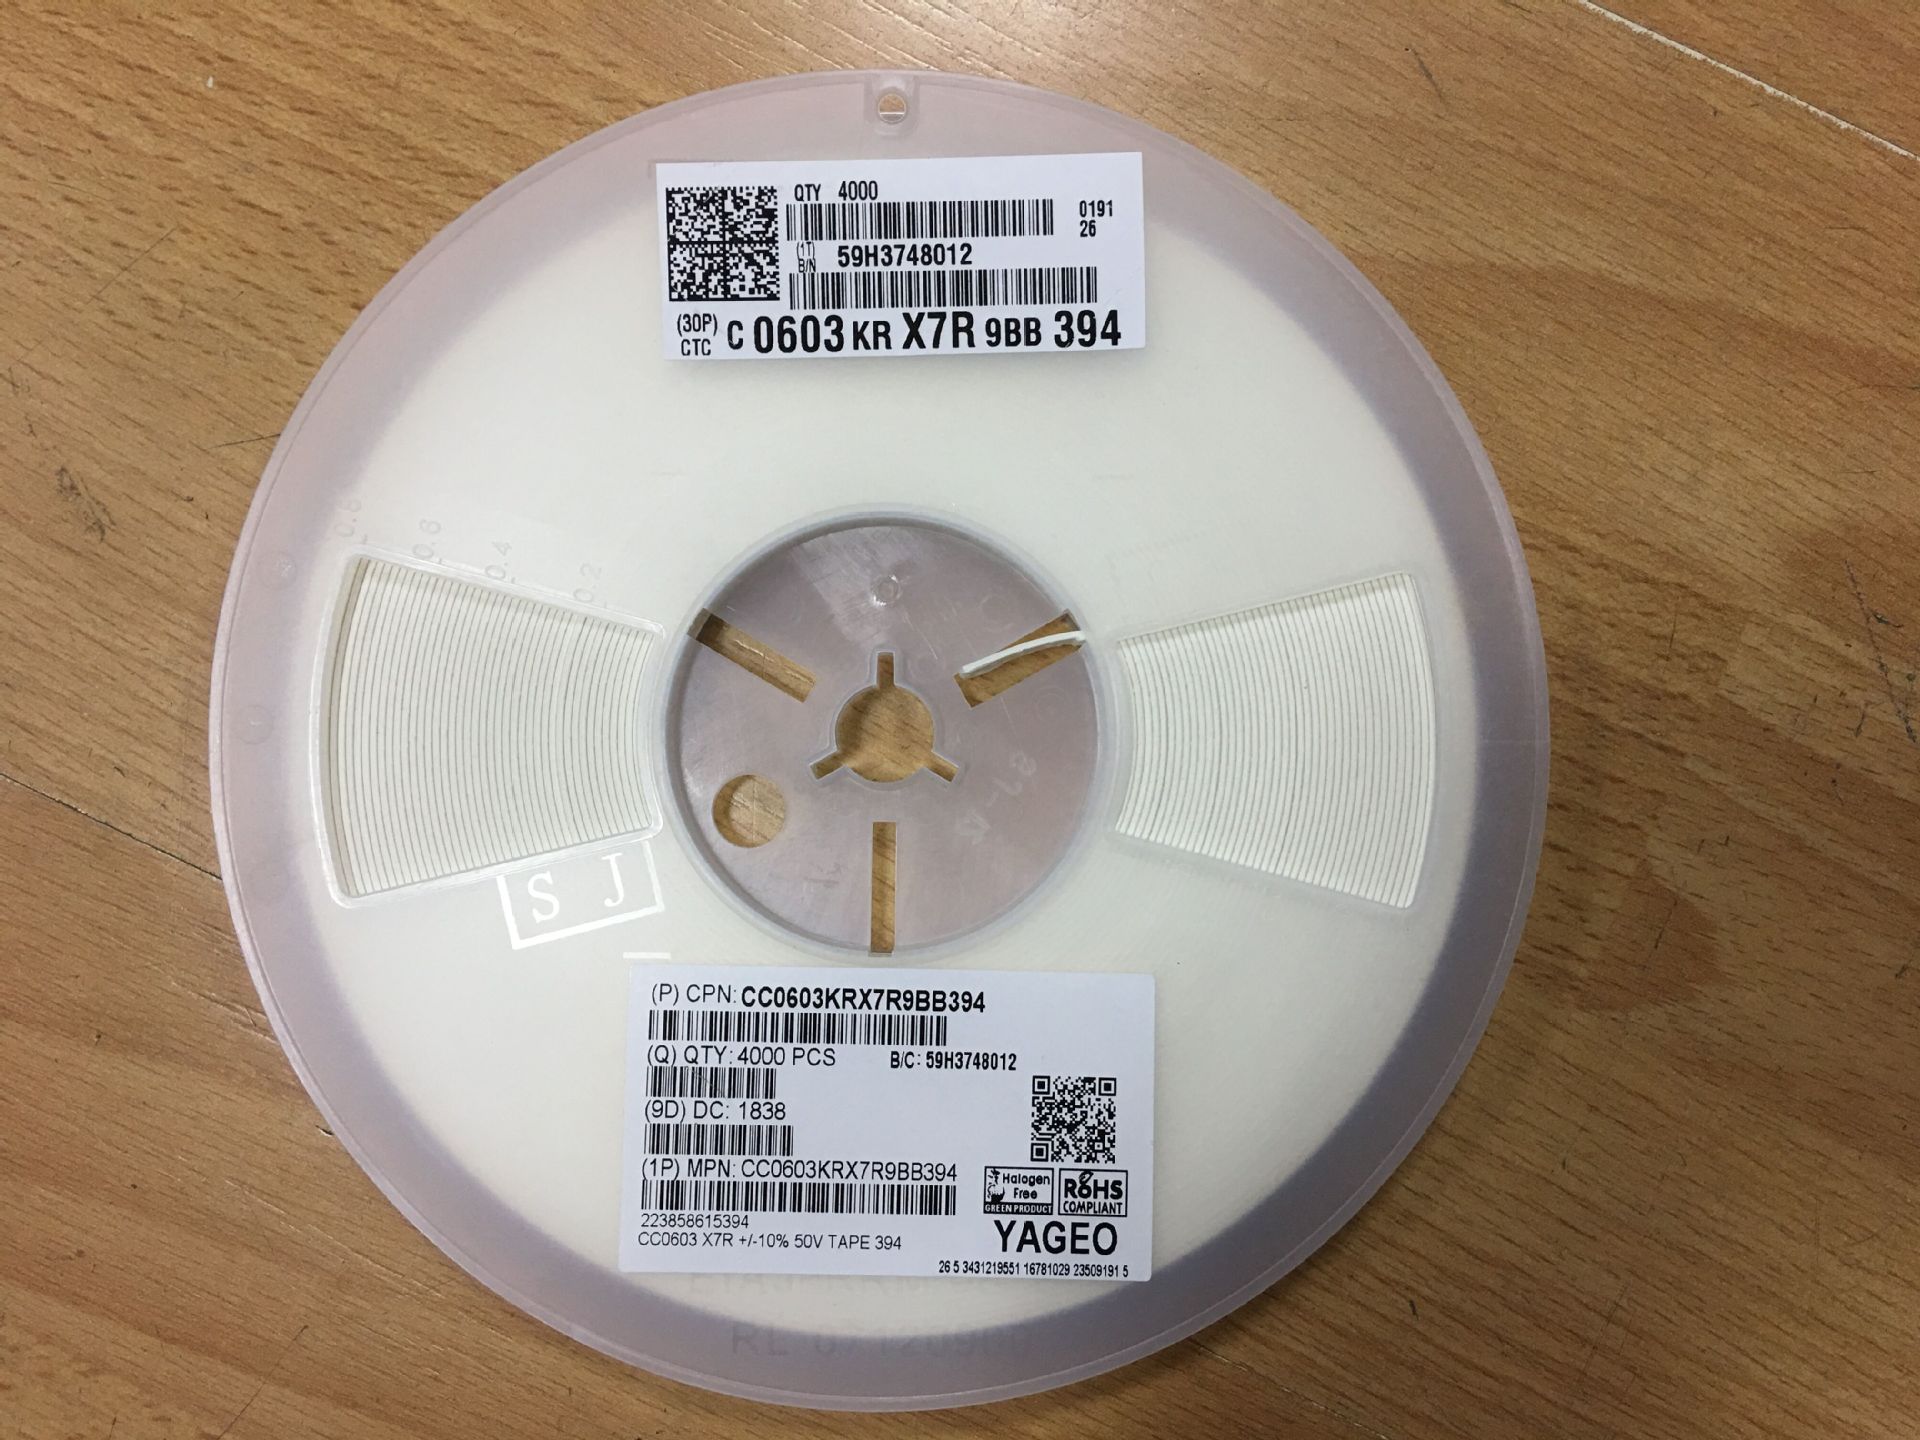 QTY 4000
0191
26
(1T)
B/N 59H3748012
(30P)
CTC C 0603 KR X7R 9BB 394
0.8
0.6
0.4
0.2
S J
(P) CPN: CC0603KRX7R9BB394
(Q) QTY: 4000 PCS B/C: 59H3748012
(9D) DC: 1838
(1P) MPN: CC0603KRX7R9BB394
Halogen
Free
GREEN PRODUCT
RoHS
COMPLIANT
223858615394
CC0603 X7R +/-10% 50V TAPE 394
YAGEO
26 5 3431219551 16781029 23509191 5